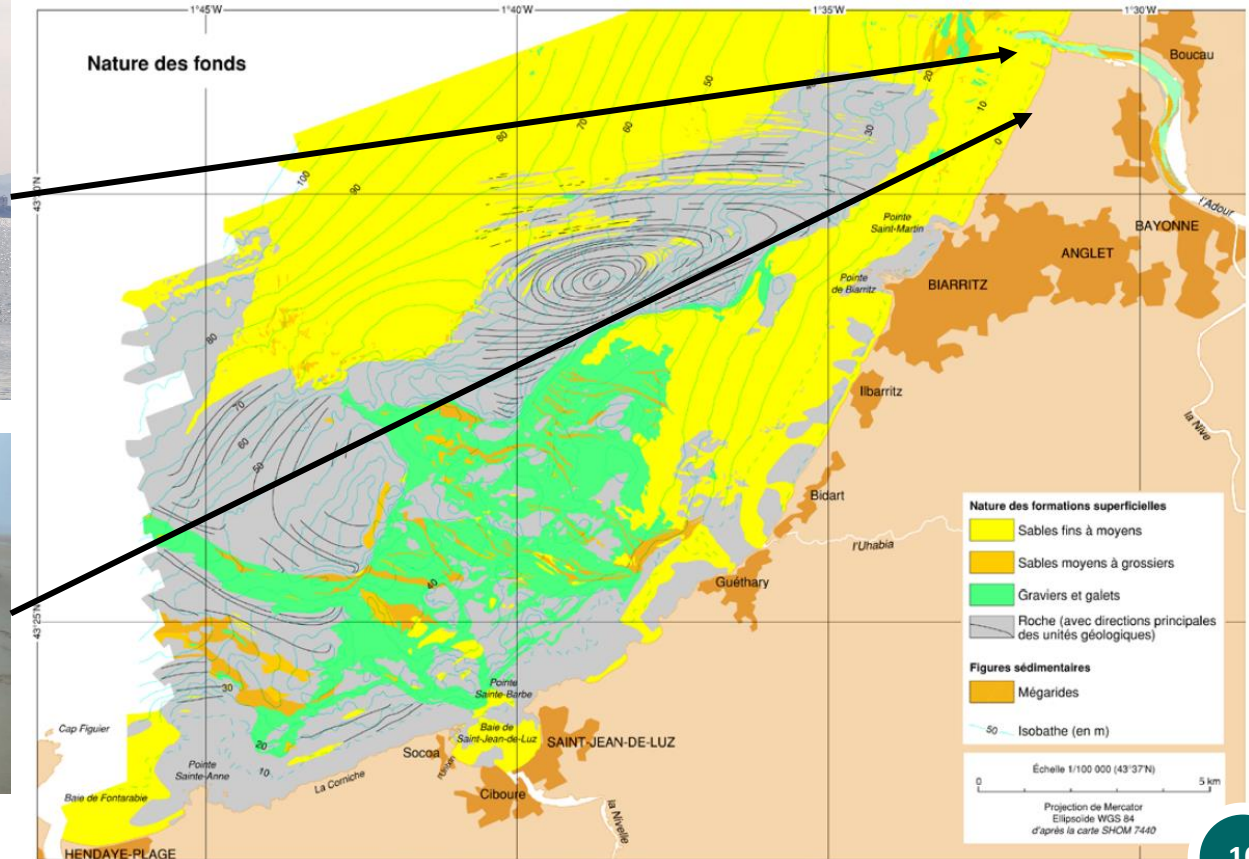 1°45'W
1°40'W
1°35'W
1°30'W
Nature des fonds
Boucau
50
20
10
80
70
60
30
0
100
90
l'Adour
Pointe
Saint-Martin
BAYONNE
ANGLET
Pointe
de Biarritz
BIARRITZ
80
Ilbarritz
70
60
50
la Nive
Bidart
l'Uhabia
Guéthary
40
43°25'N
30
Pointe
Sainte-Barbe
Cap Figuier
Baie de
Saint-Jean-de-Luz
SAINT-JEAN-DE-LUZ
Socoa
20
10
Pointe
Sainte-Anne
La Corniche
Ciboure
la Nivelle
Baie de Fontarabie
HENDAYE-PLAGE
Nature des formations superficielles
Sables fins à moyens
Sables moyens à grossiers
Graviers et galets
Roche (avec directions principales
des unités géologiques)
Figures sédimentaires
Mégarides
50 Isobathe (en m)
Échelle 1/100 000 (43°37'N)
0 5 km
Projection de Mercator
Ellipsoïde WGS 84
d'après la carte SHOM 7440